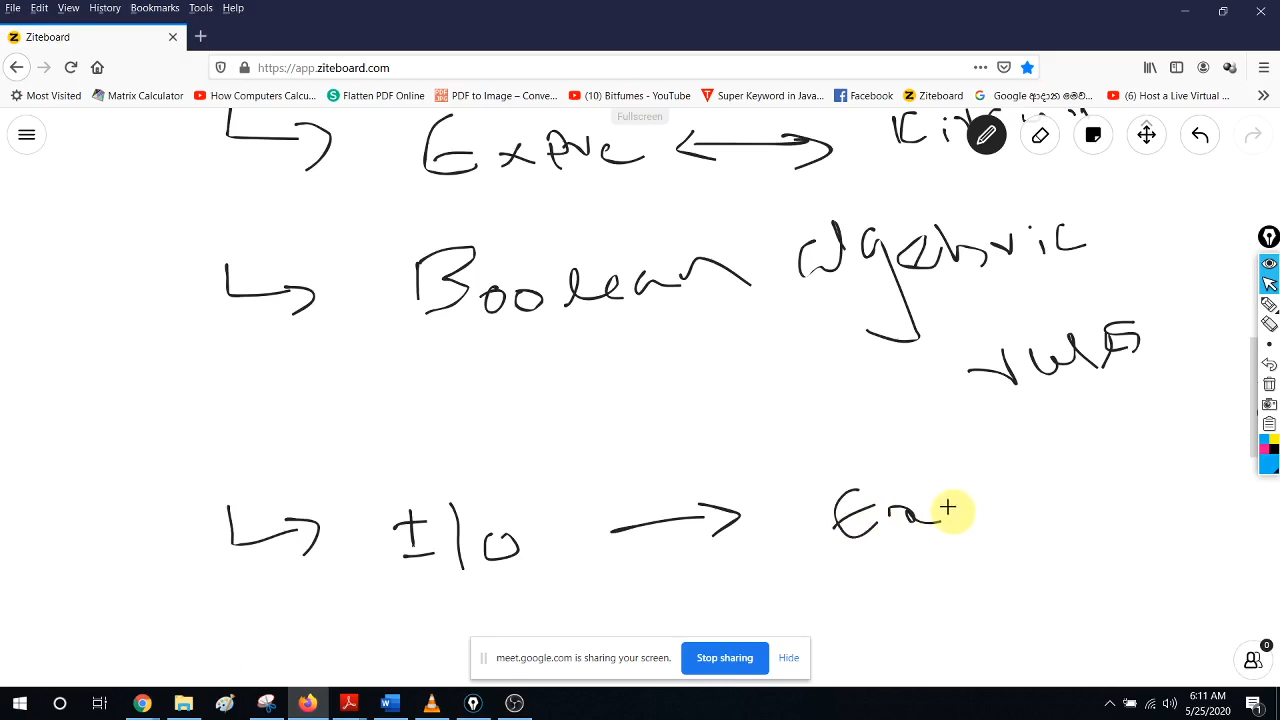 File Edit View History Bookmarks Tools Help
Ziteboard
https://app.ziteboard.com
Most Visited Matrix Calculator How Computers Calc... Flatten PDF Online PDF to Image – Conve... (10) Bitfumes - YouTube Super Keyword in Java... Facebook Ziteboard (6) Host a Live Virtual ...
Fullscreen
Boolean algebric
rules
I/O
0
meet.google.com is sharing your screen. Stop sharing Hide
6:11 AM
5/25/2020